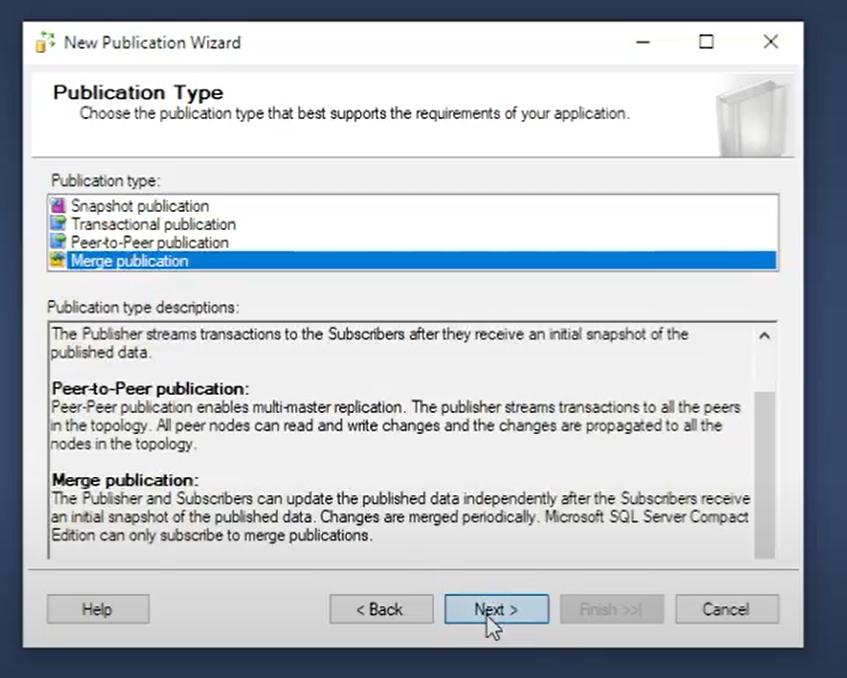 New Publication Wizard
Publication Type
Choose the publication type that best supports the requirements of your application.
Publication type:
Snapshot publication
Transactional publication
Peer-to-Peer publication
Merge publication
Publication type descriptions:
The Publisher streams transactions to the Subscribers after they receive an initial snapshot of the
published data.
Peer-to-Peer publication:
Peer-Peer publication enables multi-master replication. The publisher streams transactions to all the peers
in the topology. All peer nodes can read and write changes and the changes are propagated to all the
nodes in the topology.
Merge publication:
The Publisher and Subscribers can update the published data independently after the Subscribers receive
an initial snapshot of the published data. Changes are merged periodically. Microsoft SQL Server Compact
Edition can only subscribe to merge publications.
Help
< Back
Next >
Finish >>|
Cancel